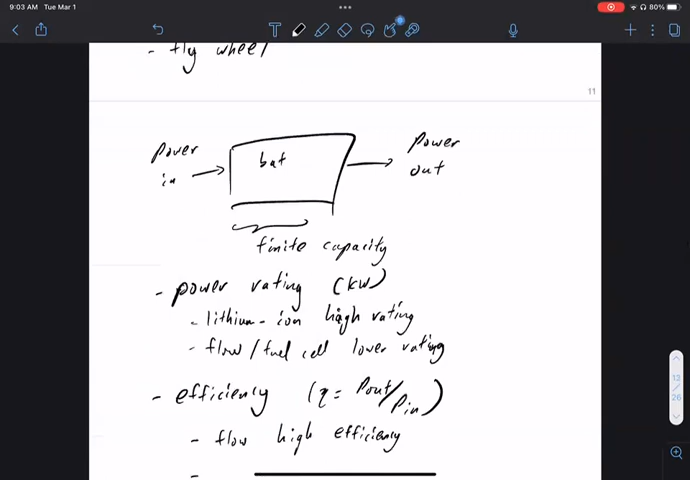 9:03 AM Tue Mar 1
80%
- fly wheel
11
power in
bat
Power out
finite capacity
- power rating (kW)
- lithium-ion high rating
- flow/fuel cell lower rating
- efficiency (η = Pout/Pin)
- flow high efficiency
-
12
/
26